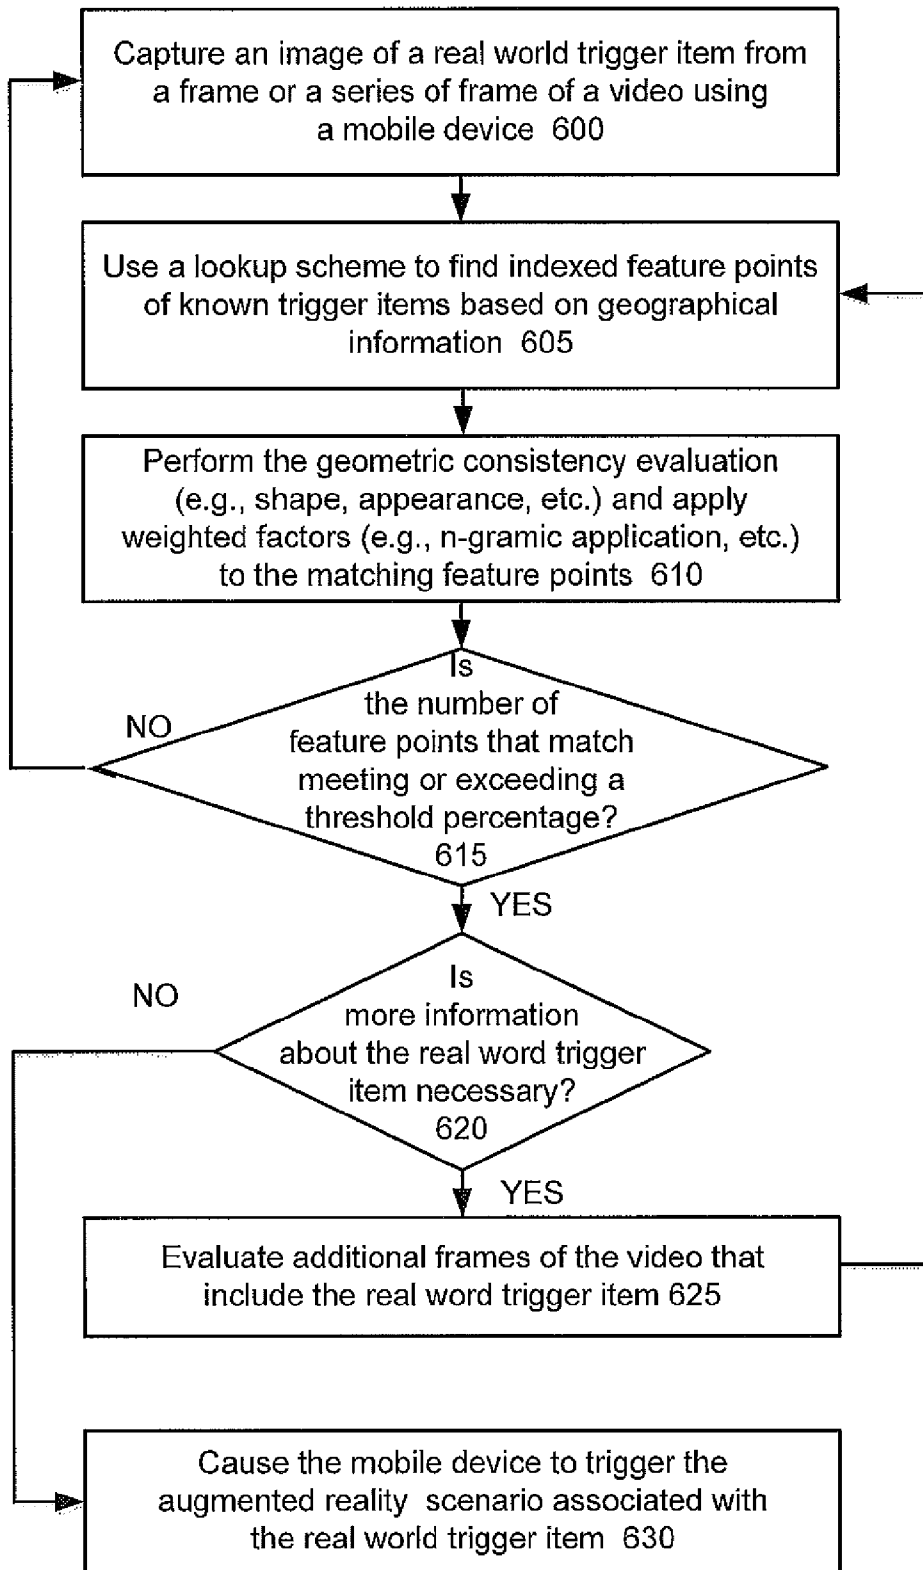 Capture an image of a real world trigger item from
a frame or a series of frame of a video using
a mobile device 600
Use a lookup scheme to find indexed feature points
of known trigger items based on geographical
information 605
Perform the geometric consistency evaluation
(e.g., shape, appearance, etc.) and apply
weighted factors (e.g., n-gramic application, etc.)
to the matching feature points 610
Is
the number of
feature points that match
meeting or exceeding a
threshold percentage?
615
NO
YES
Is
more information
about the real word trigger
item necessary?
620
NO
YES
Evaluate additional frames of the video that
include the real word trigger item 625
Cause the mobile device to trigger the
augmented reality scenario associated with
the real world trigger item 630